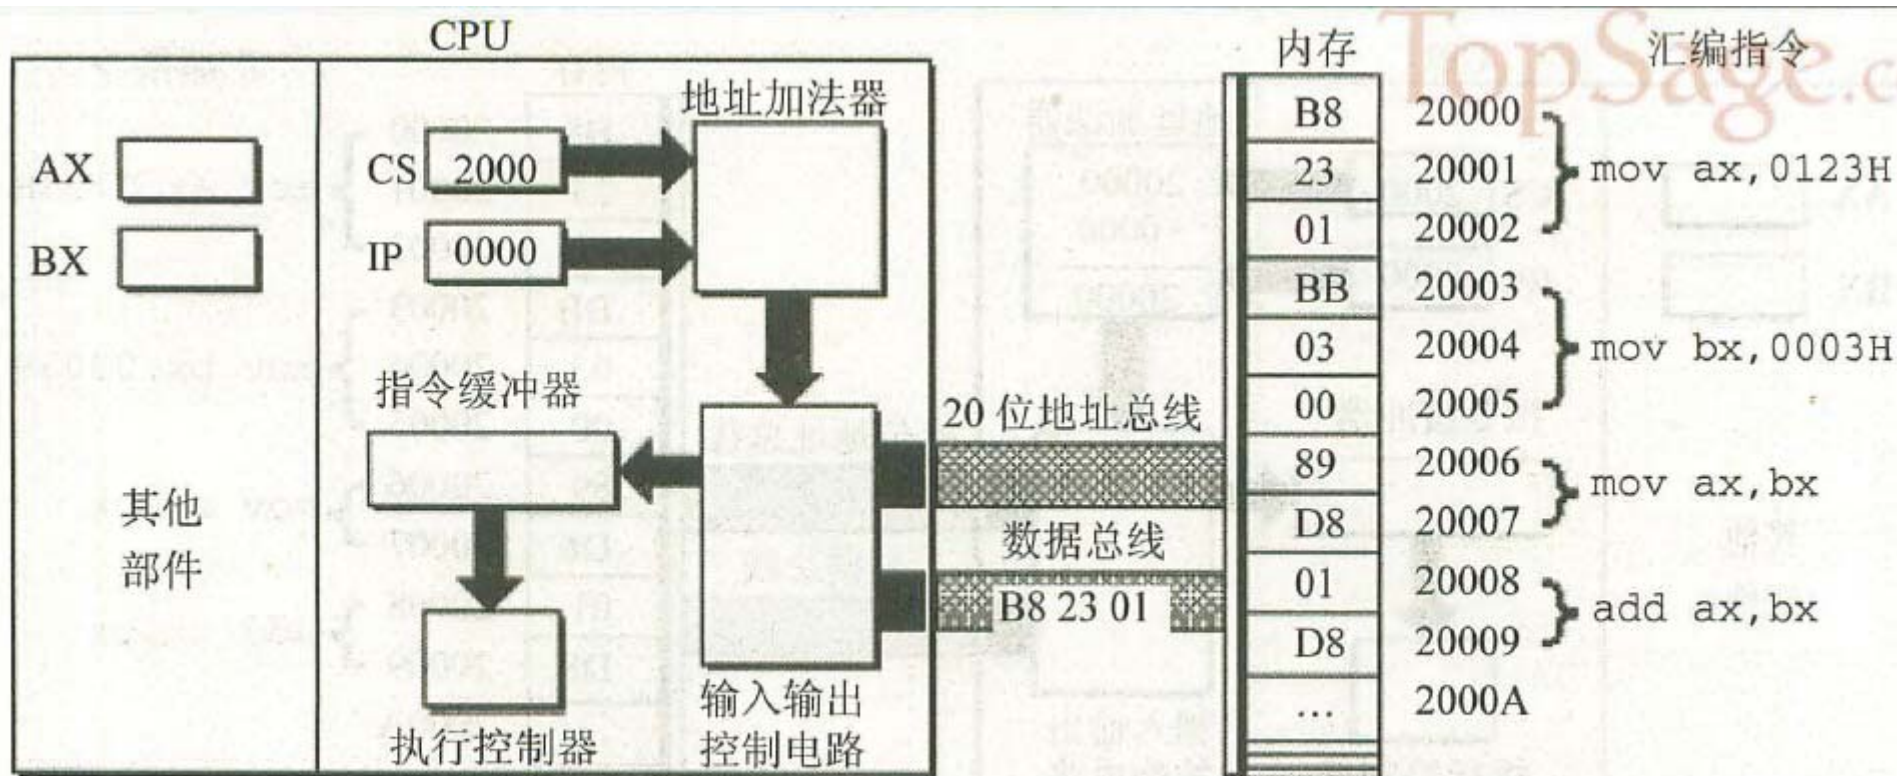 CPU
内存
汇编指令
TopSage.c
AX
BX
其他
部件
CS
2000
IP
0000
地址加法器
指令缓冲器
执行控制器
输入输出
控制电路
20位地址总线
数据总线
B8 23 01
B8 20000
23 20001
01 20002
mov ax,0123H
BB 20003
03 20004
00 20005
mov bx,0003H
89 20006
D8 20007
mov ax,bx
01 20008
D8 20009
add ax,bx
… 2000A